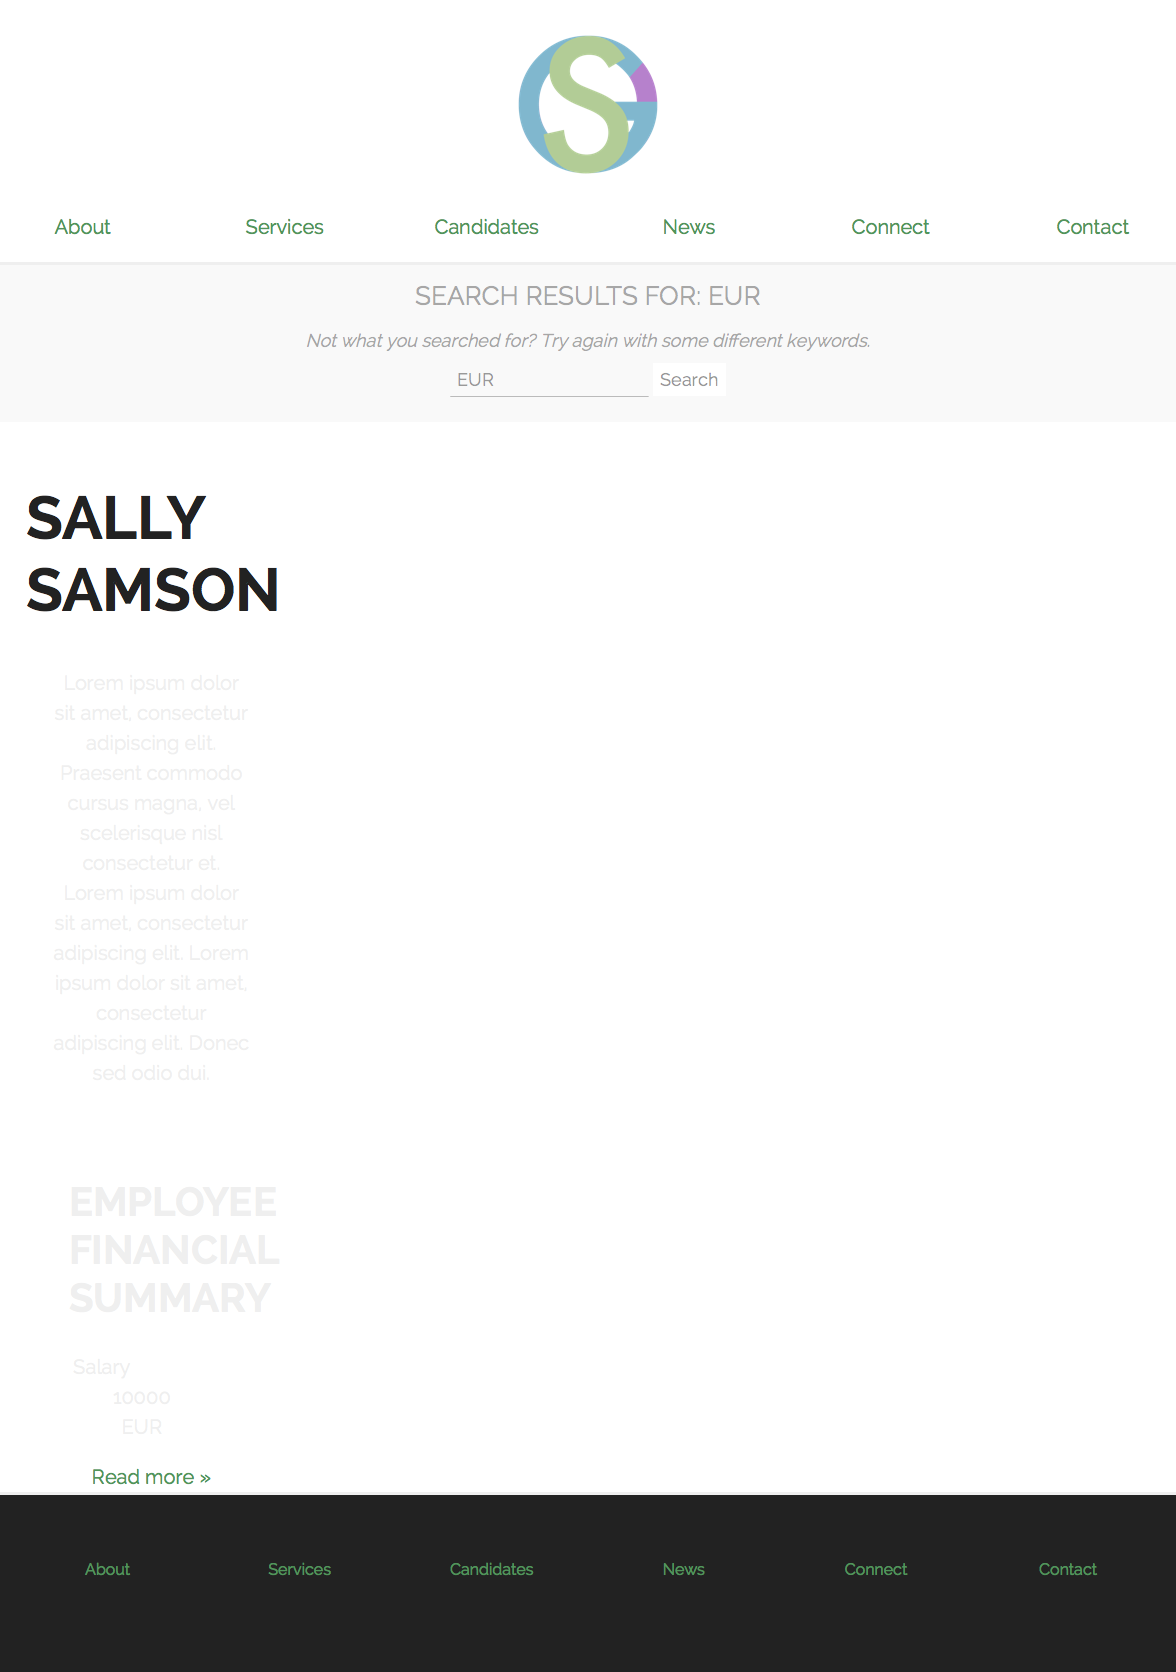 SG
About Services Candidates News Connect Contact
SEARCH RESULTS FOR: EUR
Not what you searched for? Try again with some different keywords.
EUR Search
SALLY
SAMSON
Lorem ipsum dolor
sit amet, consectetur
adipiscing elit.
Praesent commodo
cursus magna, vel
scelerisque nisl
consectetur et.
Lorem ipsum dolor
sit amet, consectetur
adipiscing elit. Lorem
ipsum dolor sit amet,
consectetur
adipiscing elit. Donec
sed odio dui.
EMPLOYEE
FINANCIAL
SUMMARY
Salary
10000
EUR
Read more »
About Services Candidates News Connect Contact